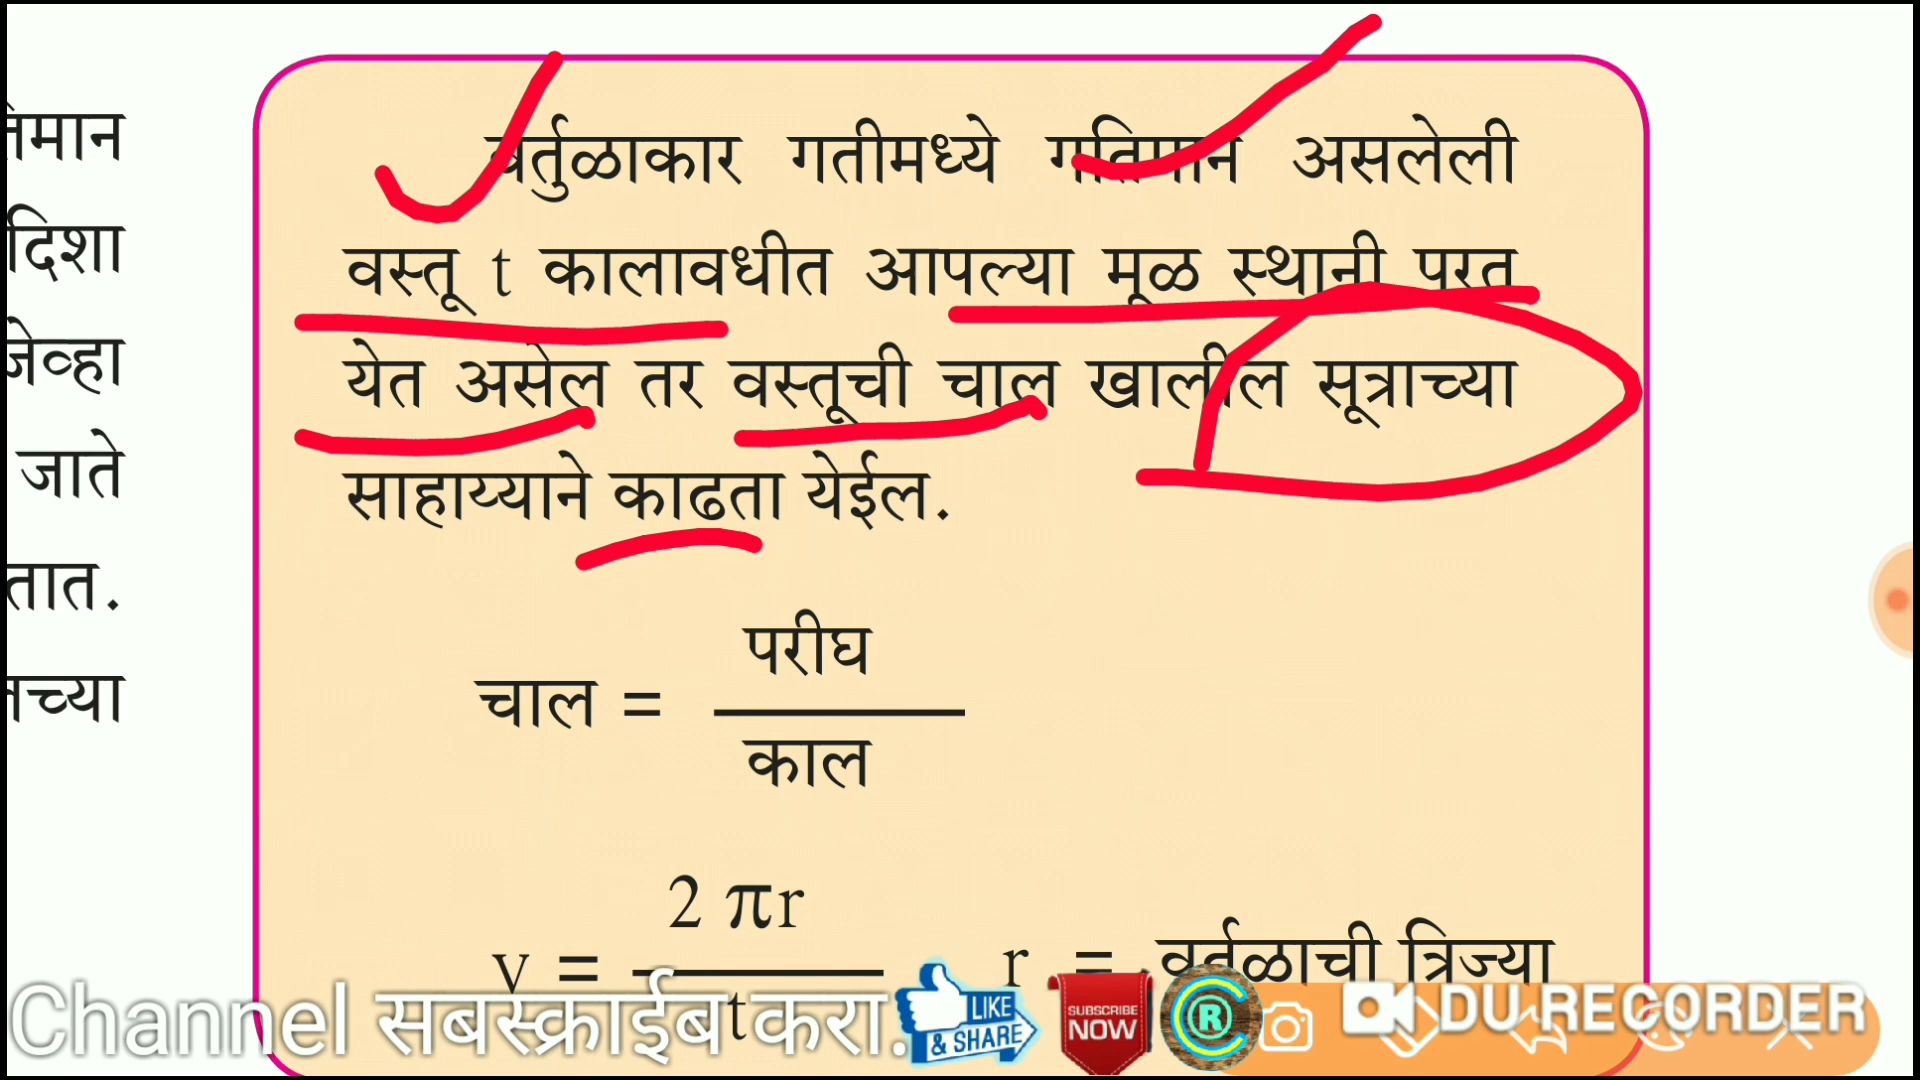 तिमान
दिशा
जेव्हा
जाते
तात.
च्या
वर्तुळाकार गतीमध्ये गतिमान असलेली
वस्तू t कालावधीत आपल्या मूळ स्थानी परत
येत असेल तर वस्तूची चाल खालील सूत्राच्या
साहाय्याने काढता येईल.
चाल = परीघ
काल
v = 2 πr
t
r = वर्तुळाची त्रिज्या
Channel सबस्क्राईब करा.
LIKE
& SHARE
SUBSCRIBE
NOW
R
DU RECORDER